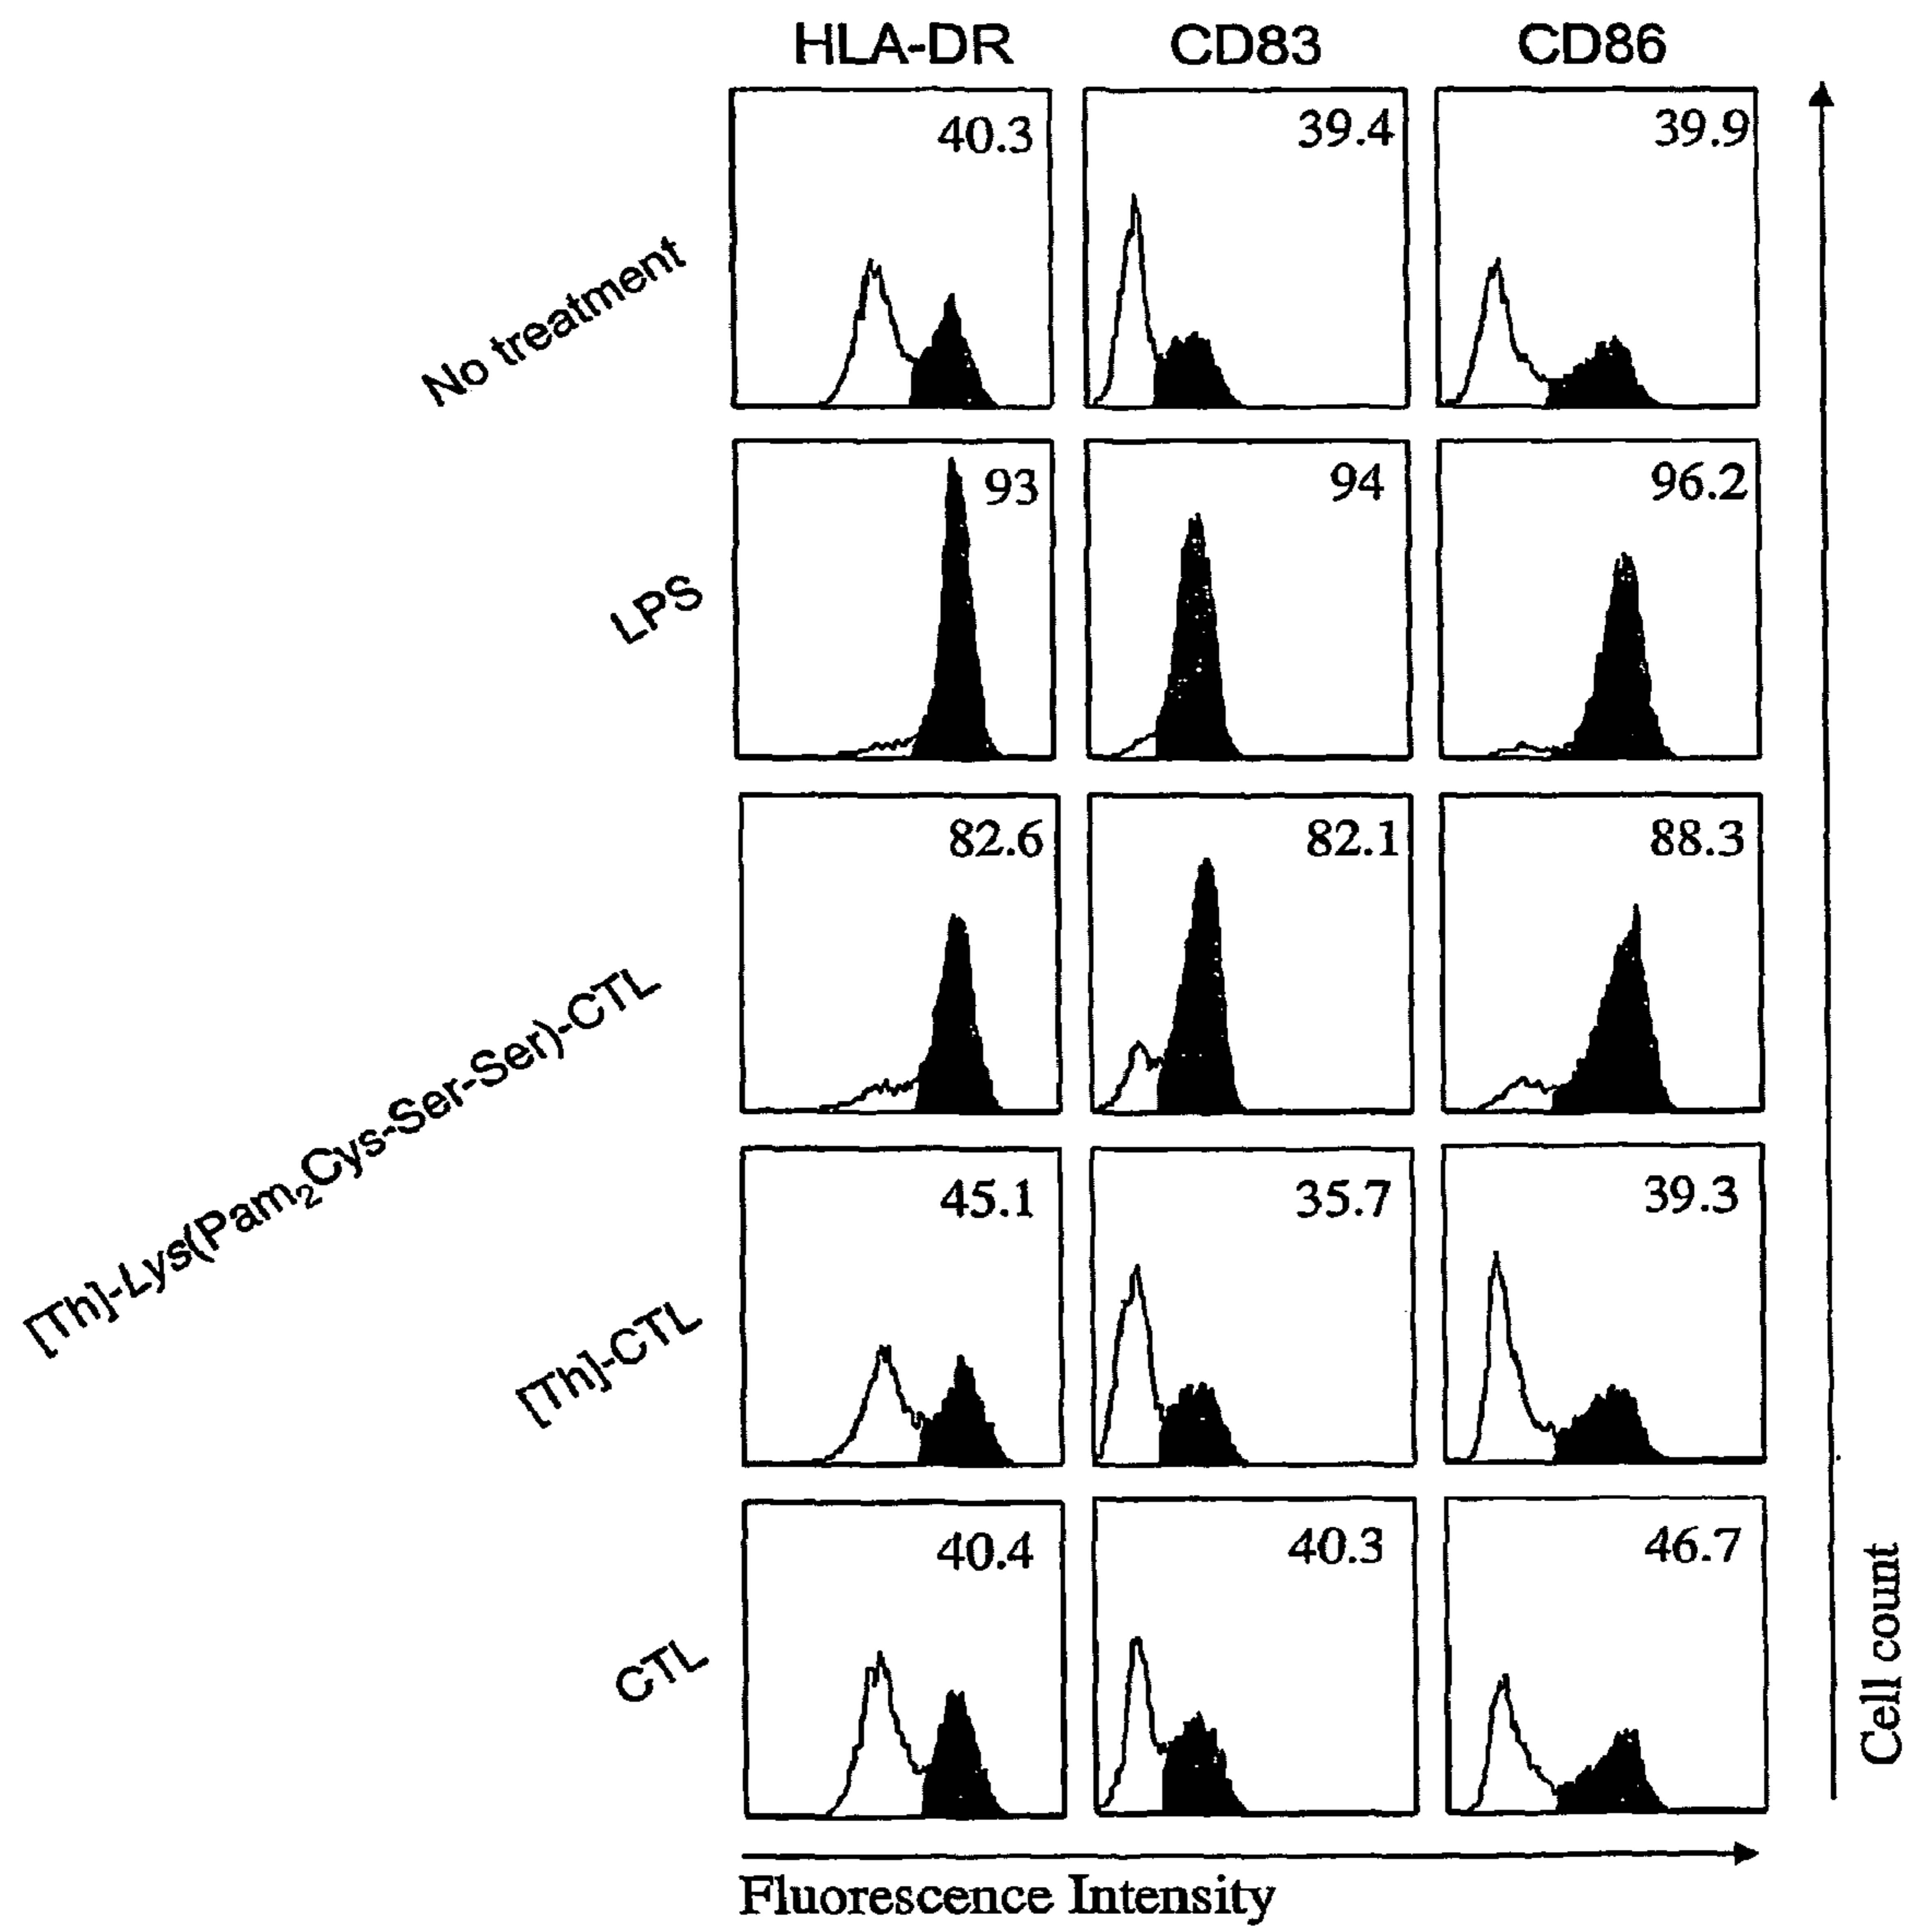 HLA-DR CD83 CD86
No treatment 40.3 39.4 39.9
LPS 93 94 96.2
[Th]-Lys(Pam₂Cys-Ser-Ser)-CTL 82.6 82.1 88.3
[Th]-CTL 45.1 35.7 39.3
CTL 40.4 40.3 46.7
Cell count
Fluorescence Intensity